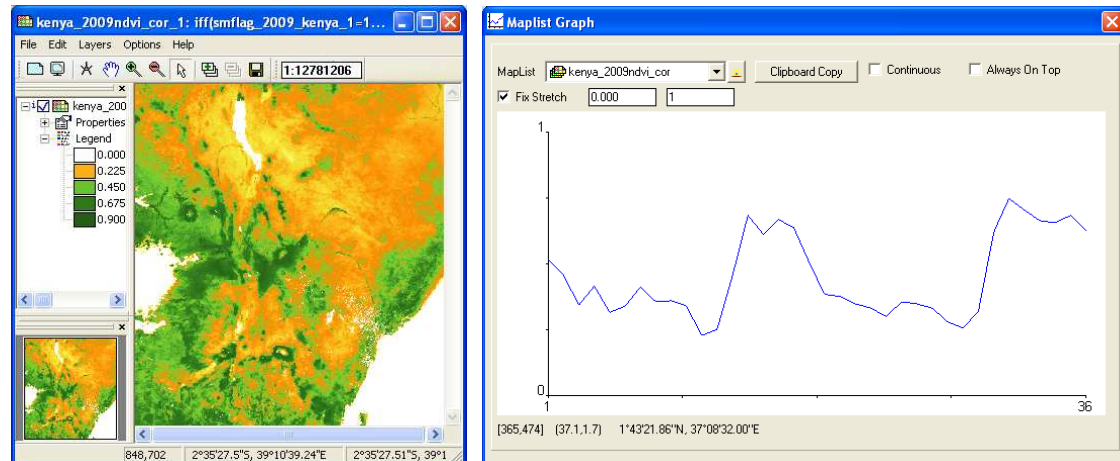 kenya_2009ndvi_cor_1: iff(smflag_2009_kenya_1=1...
File Edit Layers Options Help
1:12781206
kenya_200
Properties
Legend
0.000
0.225
0.450
0.675
0.900
848,702 2°35'27.5"S, 39°10'39.24"E 2°35'27.51"S, 39°1
Maplist Graph
MapList kenya_2009ndvi_cor .. Clipboard Copy Continuous Always On Top
Fix Stretch 0.000 1
1
0
1 36
[365,474] (37.1,1.7) 1°43'21.86"N, 37°08'32.00"E